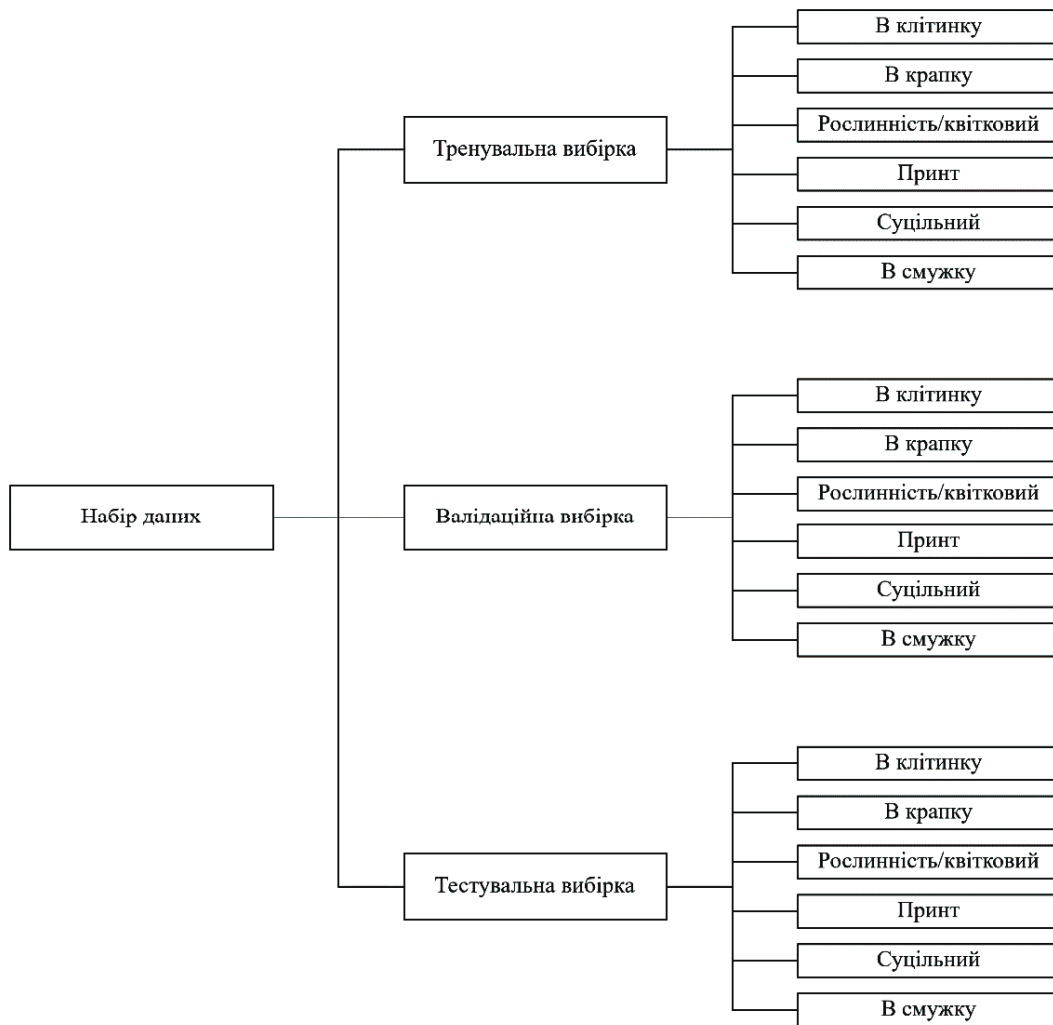 Набір даних
Тренувальна вибірка
В клітинку
В крапку
Рослинність/квітковий
Принт
Суцільний
В смужку
Валідаційна вибірка
В клітинку
В крапку
Рослинність/квітковий
Принт
Суцільний
В смужку
Тестувальна вибірка
В клітинку
В крапку
Рослинність/квітковий
Принт
Суцільний
В смужку